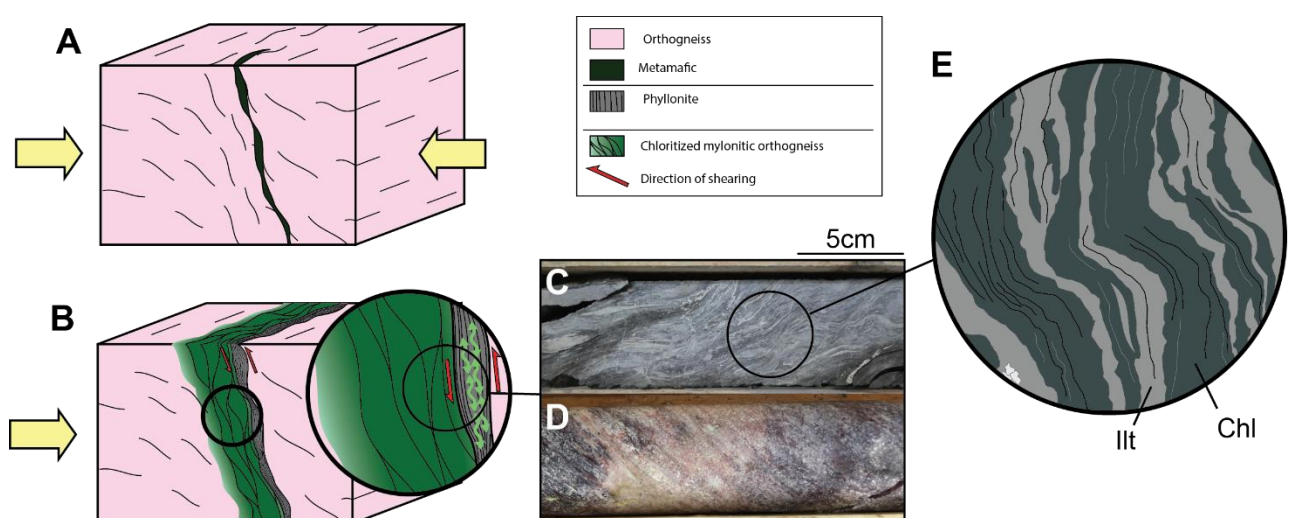 A
Orthogneiss
Metamafic
Phyllonite
Chloritized mylonitic orthogneiss
Direction of shearing
E
B
5cm
C
D
Ilt
Chl